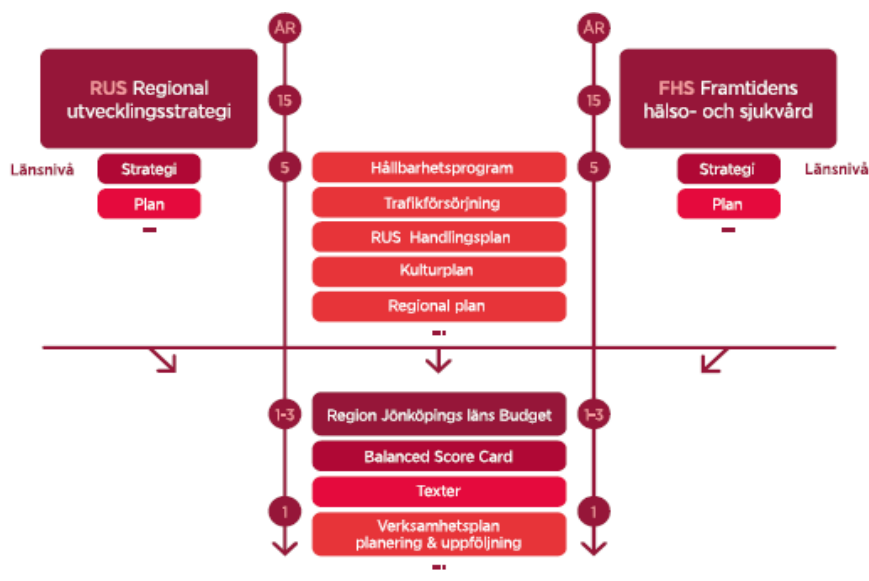 ÅR
ÅR
RUS Regional
utvecklingsstrategi
15
15
FHS Framtidens
hälso- och sjukvård
Länsnivå
Strategi
Plan
5
Hållbarhetsprogram
Trafikförsörjning
RUS Handlingsplan
Kulturplan
Regional plan
5
Strategi
Plan
Länsnivå
1-3
Region Jönköpings läns Budget
1-3
Balanced Score Card
Texter
1
Verksamhetsplan
planering & uppföljning
1